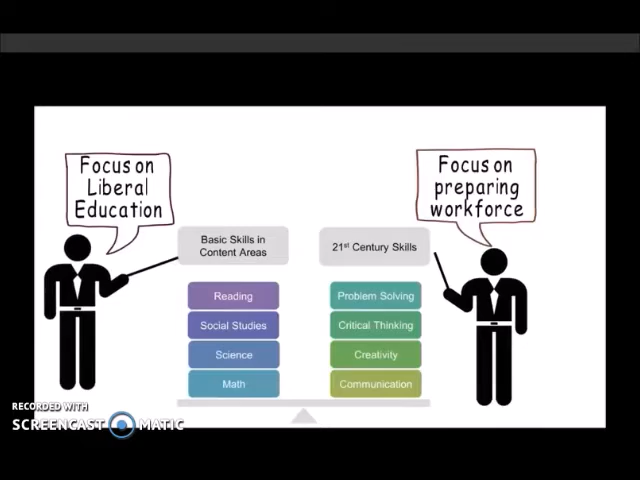 Focus on
Liberal
Education
Focus on
preparing
workforce
Basic Skills in
Content Areas
21st Century Skills
Reading
Social Studies
Science
Math
Problem Solving
Critical Thinking
Creativity
Communication
RECORDED WITH
SCREENCAST MATIC